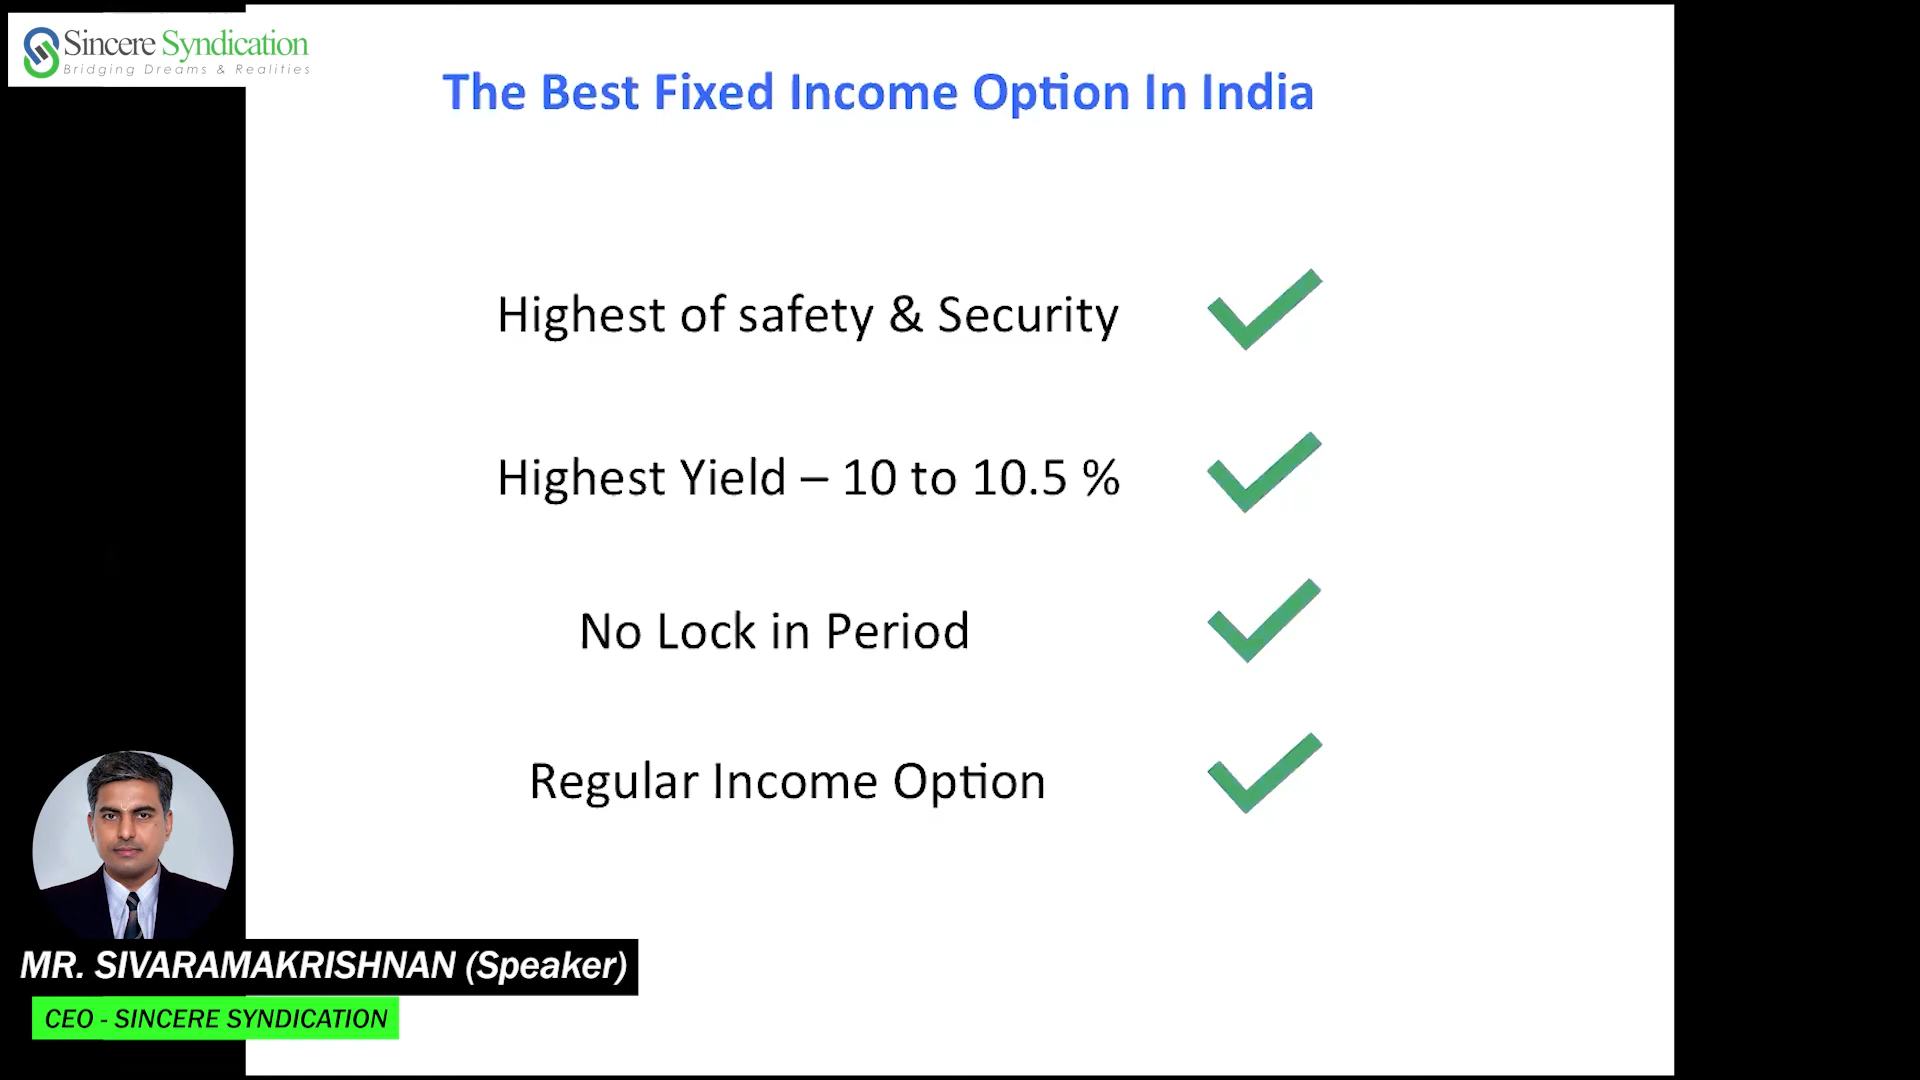 Sincere Syndication
Bridging Dreams & Realities
The Best Fixed Income Option In India
Highest of safety & Security
Highest Yield – 10 to 10.5 %
No Lock in Period
Regular Income Option
MR. SIVARAMAKRISHNAN (Speaker)
CEO - SINCERE SYNDICATION